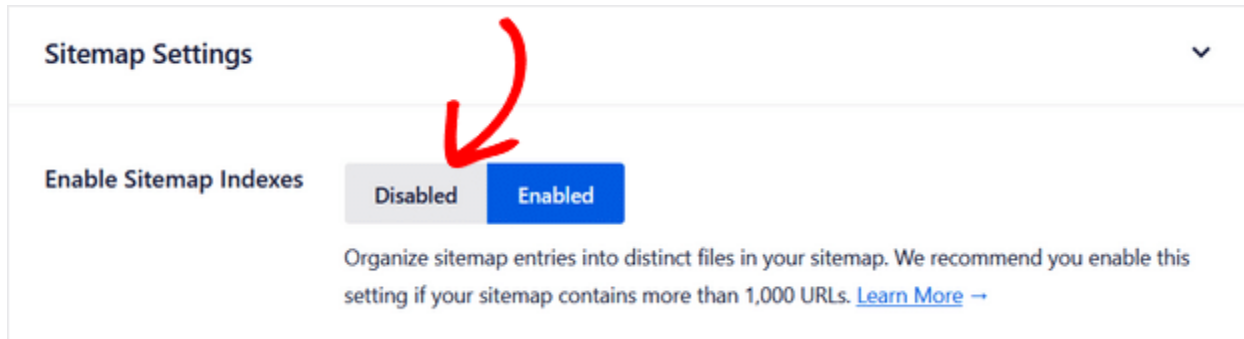 Sitemap Settings
Enable Sitemap Indexes
Disabled
Enabled
Organize sitemap entries into distinct files in your sitemap. We recommend you enable this
setting if your sitemap contains more than 1,000 URLs. Learn More →